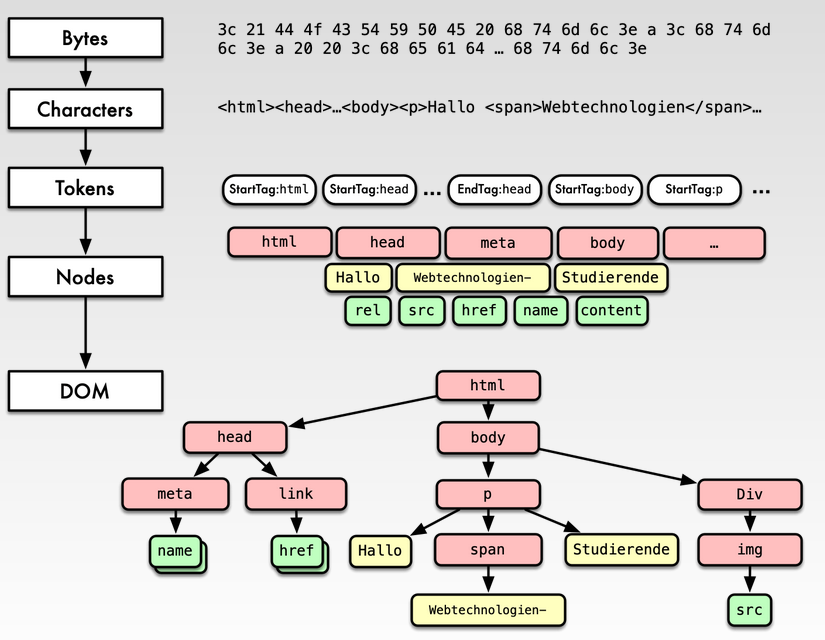 Bytes
3c 21 44 4f 43 54 59 50 45 20 68 74 6d 6c 3e a 3c 68 74 6d
6c 3e a 20 20 3c 68 65 61 64 … 68 74 6d 6c 3e
Characters
<html><head>…<body><p>Hallo <span>Webtechnologien</span>…
Tokens
StartTag:html StartTag:head ... EndTag:head StartTag:body StartTag:p ...
html head meta body …
Nodes
Hallo Webtechnologien– Studierende
rel src href name content
DOM
html
head body
meta link p Div
name href Hallo span Studierende img
Webtechnologien– src